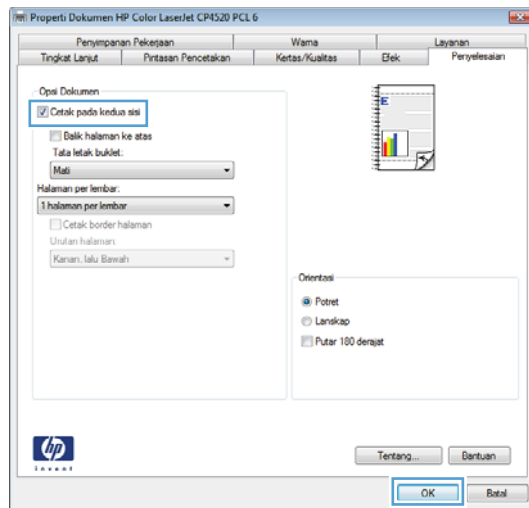 Properti Dokumen HP Color LaserJet CP4520 PCL 6
Penyimpanan Pekerjaan
Warna
Layanan
Tingkat Lanjut
Pintasan Pencetakan
Kertas/Kualitas
Efek
Penyelesaian
Opsi Dokumen
Cetak pada kedua sisi
Balik halaman ke atas
Tata letak buklet:
Mati
Halaman per lembar:
1 halaman per lembar
Cetak border halaman
Urutan halaman:
Kanan, lalu Bawah
E
Orientasi
Potret
Lanskap
Putar 180 derajat
hp
invent
Tentang...
Bantuan
OK
Batal